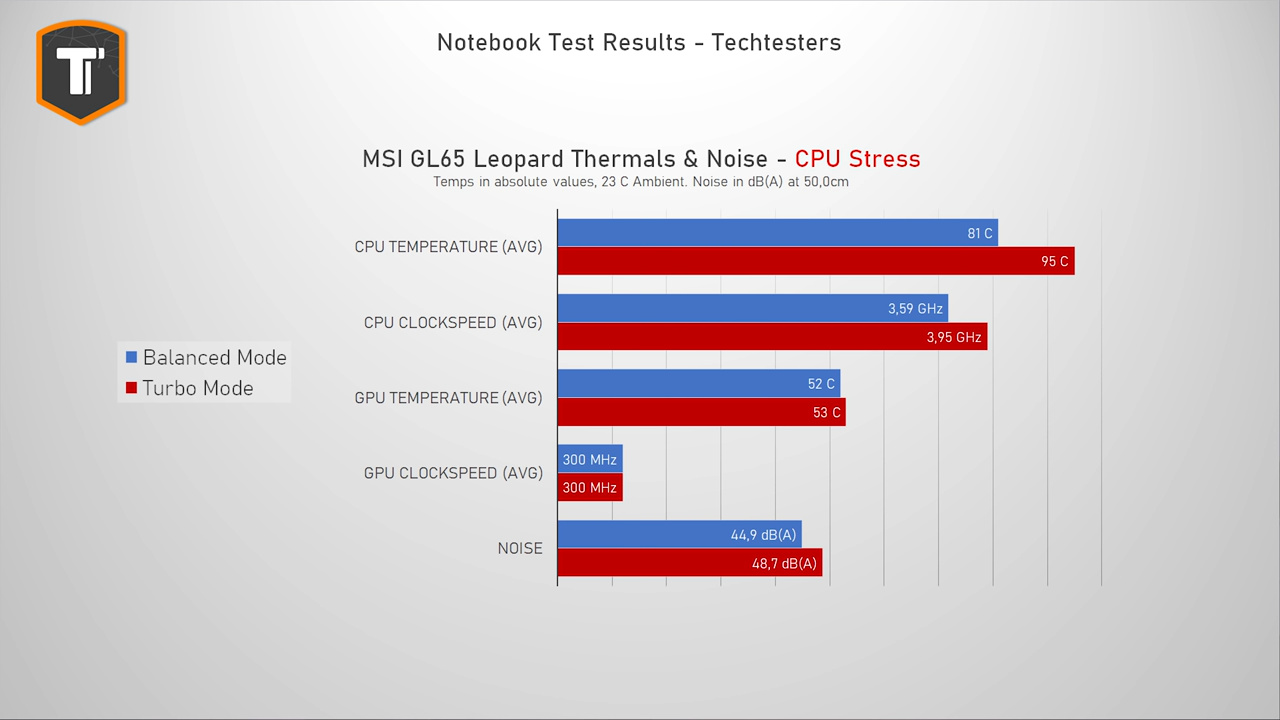 Notebook Test Results - Techtesters
MSI GL65 Leopard Thermals & Noise - CPU Stress
Temps in absolute values, 23 C Ambient. Noise in dB(A) at 50,0cm
CPU TEMPERATURE (AVG)
81 C
95 C
CPU CLOCKSPEED (AVG)
3,59 GHz
3,95 GHz
Balanced Mode
Turbo Mode
GPU TEMPERATURE (AVG)
52 C
53 C
GPU CLOCKSPEED (AVG)
300 MHz
300 MHz
NOISE
44,9 dB(A)
48,7 dB(A)